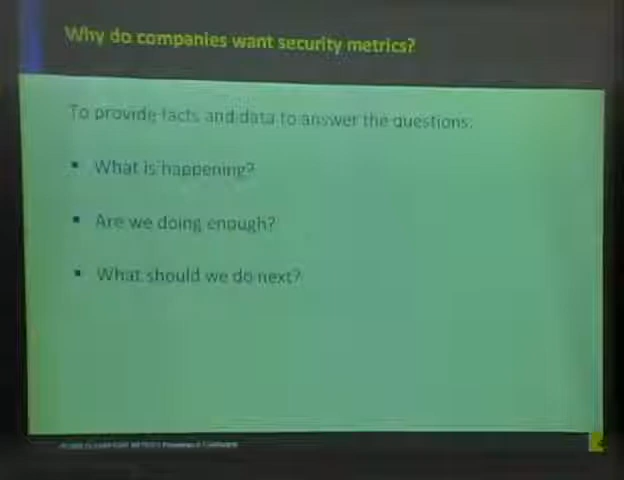 Why do companies want security metrics?
To provide facts and data to answer the questions:
▪ What is happening?
▪ Are we doing enough?
▪ What should we do next?